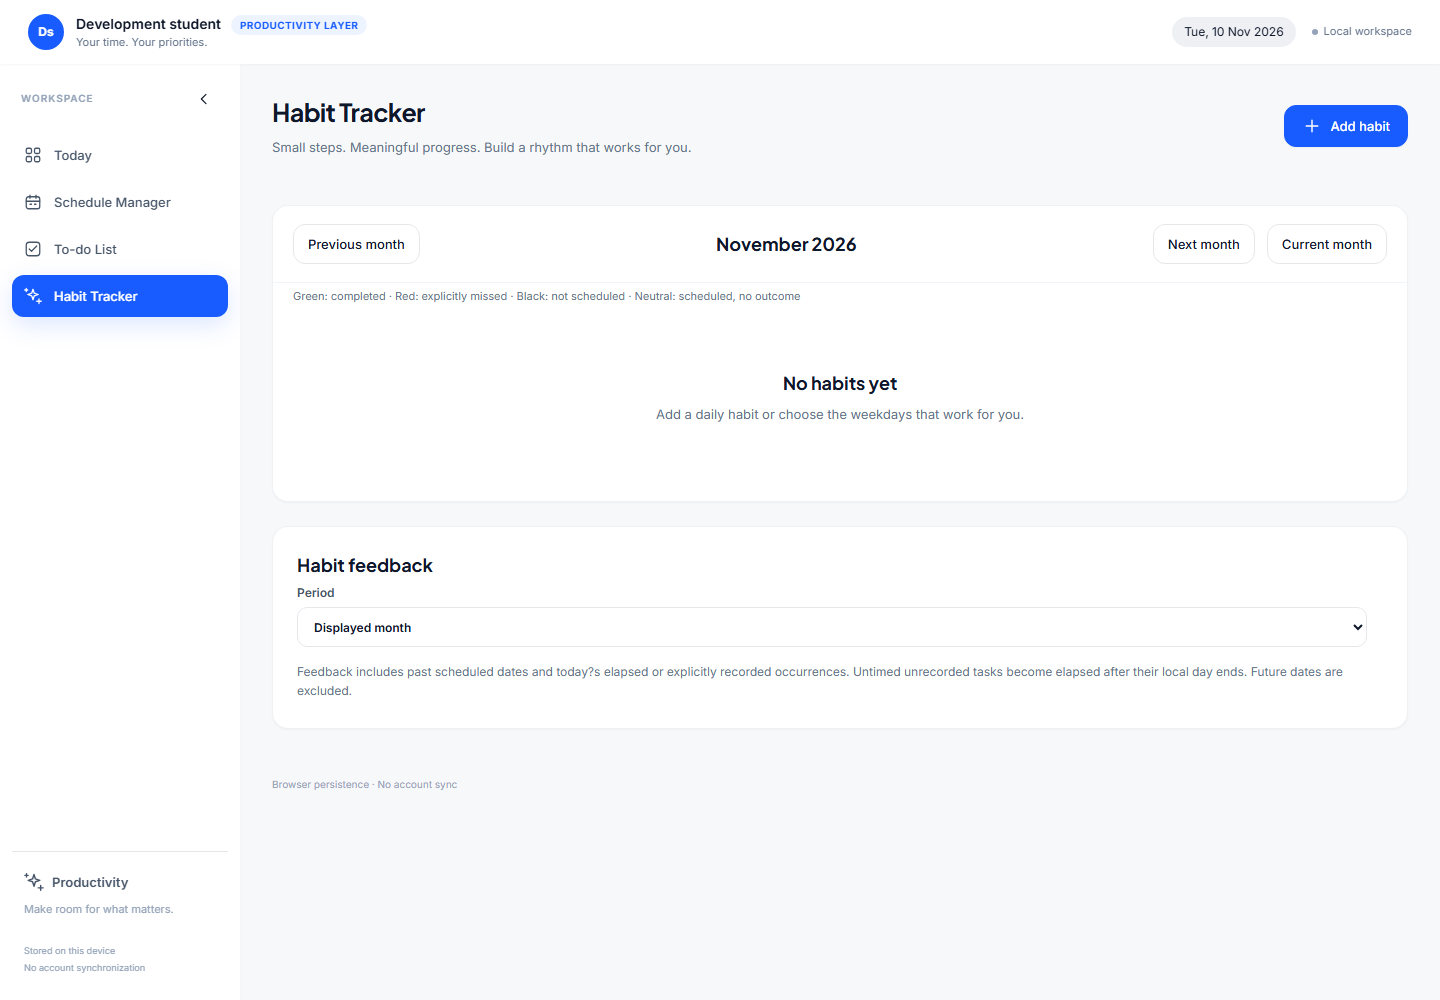 Ds
Development student
PRODUCTIVITY LAYER
Your time. Your priorities.
Tue, 10 Nov 2026
Local workspace
WORKSPACE
Today
Schedule Manager
To-do List
Habit Tracker
Productivity
Make room for what matters.
Stored on this device
No account synchronization
Habit Tracker
Small steps. Meaningful progress. Build a rhythm that works for you.
Add habit
Previous month
November 2026
Next month
Current month
Green: completed · Red: explicitly missed · Black: not scheduled · Neutral: scheduled, no outcome
No habits yet
Add a daily habit or choose the weekdays that work for you.
Habit feedback
Period
Displayed month
Feedback includes past scheduled dates and today?s elapsed or explicitly recorded occurrences. Untimed unrecorded tasks become elapsed after their local day ends. Future dates are
excluded.
Browser persistence · No account sync